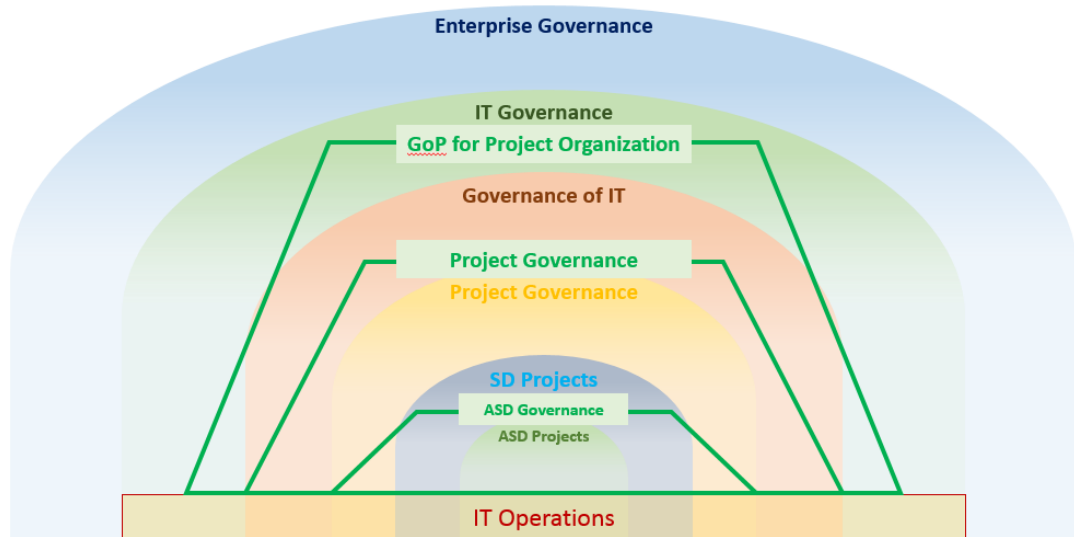 Enterprise Governance
IT Governance
GoP for Project Organization
Governance of IT
Project Governance
Project Governance
SD Projects
ASD Governance
ASD Projects
IT Operations